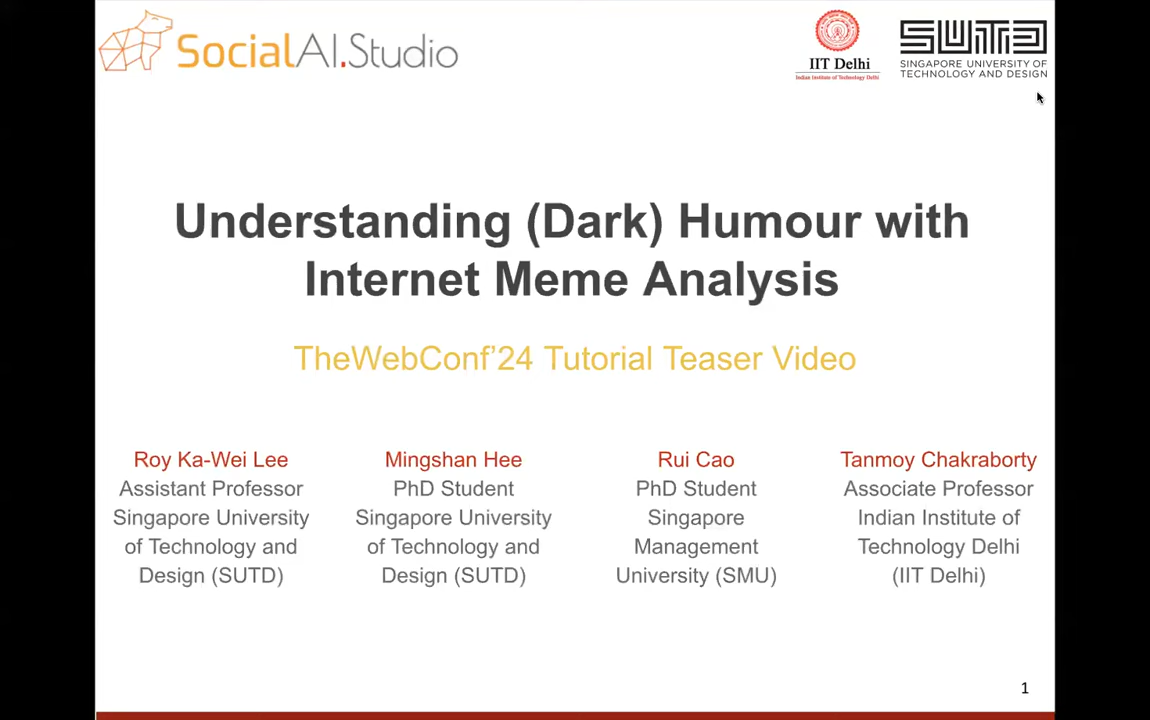 SocialAI.Studio
IIT Delhi
Indian Institute of Technology Delhi
SUTD
SINGAPORE UNIVERSITY OF
TECHNOLOGY AND DESIGN
Understanding (Dark) Humour with
Internet Meme Analysis
TheWebConf’24 Tutorial Teaser Video
Roy Ka-Wei Lee
Assistant Professor
Singapore University
of Technology and
Design (SUTD)
Mingshan Hee
PhD Student
Singapore University
of Technology and
Design (SUTD)
Rui Cao
PhD Student
Singapore
Management
University (SMU)
Tanmoy Chakraborty
Associate Professor
Indian Institute of
Technology Delhi
(IIT Delhi)
1